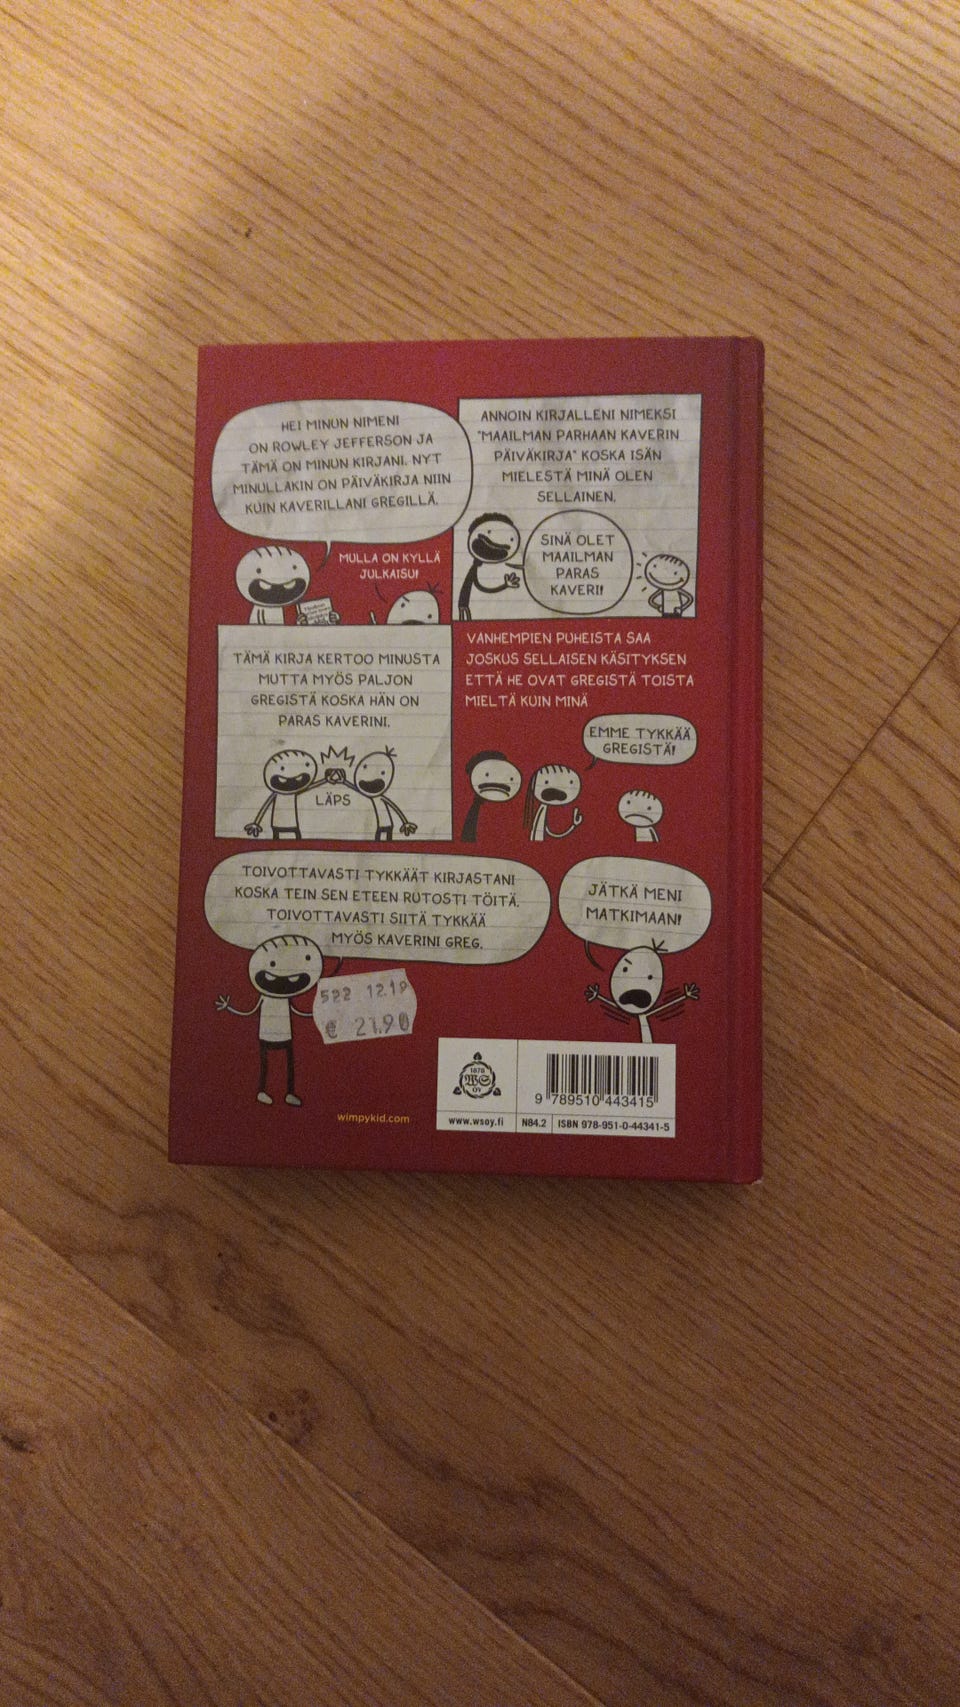 HEI MINUN NIMENI
ON ROWLEY JEFFERSON JA
TÄMÄ ON MINUN KIRJANI. NYT
MINULLAKIN ON PÄIVÄKIRJA NIIN
KUIN KAVERILLANI GREGILLÄ.
MULLA ON KYLLÄ
JULKAISU!
ANNOIN KIRJALLENI NIMEKSI
"MAAILMAN PARHAAN KAVERIN
PÄIVÄKIRJA" KOSKA ISÄN
MIELESTÄ MINÄ OLEN
SELLAINEN.
SINÄ OLET
MAAILMAN
PARAS
KAVERI!
TÄMÄ KIRJA KERTOO MINUSTA
MUTTA MYÖS PALJON
GREGISTÄ KOSKA HÄN ON
PARAS KAVERINI.
LÄPS
VANHEMPIEN PUHEISTA SAA
JOSKUS SELLAISEN KÄSITYKSEN
ETTÄ HE OVAT GREGISTÄ TOISTA
MIELTÄ KUIN MINÄ
EMME TYKKÄÄ
GREGISTÄ!
TOIVOTTAVASTI TYKKÄÄT KIRJASTANI
KOSKA TEIN SEN ETEEN RUTOSTI TÖITÄ.
TOIVOTTAVASTI SIITÄ TYKKÄÄ
MYÖS KAVERINI GREG.
JÄTKÄ MENI
MATKIMAAN!
522 12.19
€ 21.90
wimpykid.com
1878
WS
OY
9 789510 443415
www.wsoy.fi
N84.2
ISBN 978-951-0-44341-5